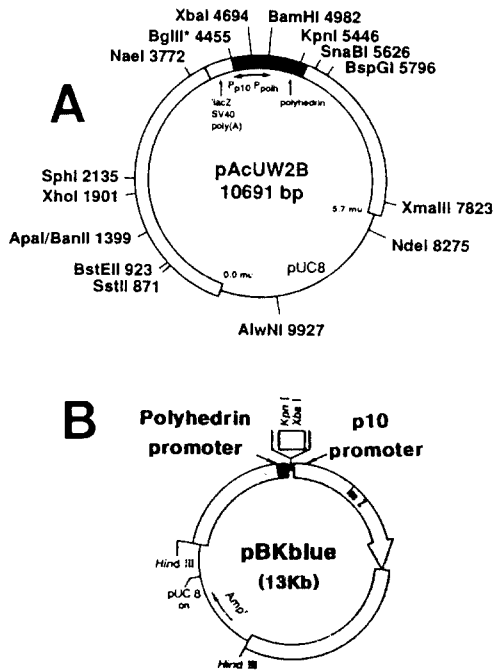 XbaI 4694
BamHI 4982
BglII* 4455
KpnI 5446
SnaBI 5626
NaeI 3772
BspGI 5796
A
Pp10 Ppolh
'lacZ
SV40
poly(A)
polyhedrin
pAcUW2B
10691 bp
SphI 2135
XhoI 1901
5.7 mu
XmaIII 7823
ApaI/BanII 1399
NdeI 8275
BstEII 923
SstII 871
0.0 mu
pUC8
AlwNI 9927
B
Kpn I
Xba I
Polyhedrin
promoter
p10
promoter
lac Z
pBKblue
(13Kb)
Hind III
pUC 8
ori
Ampr
Hind III